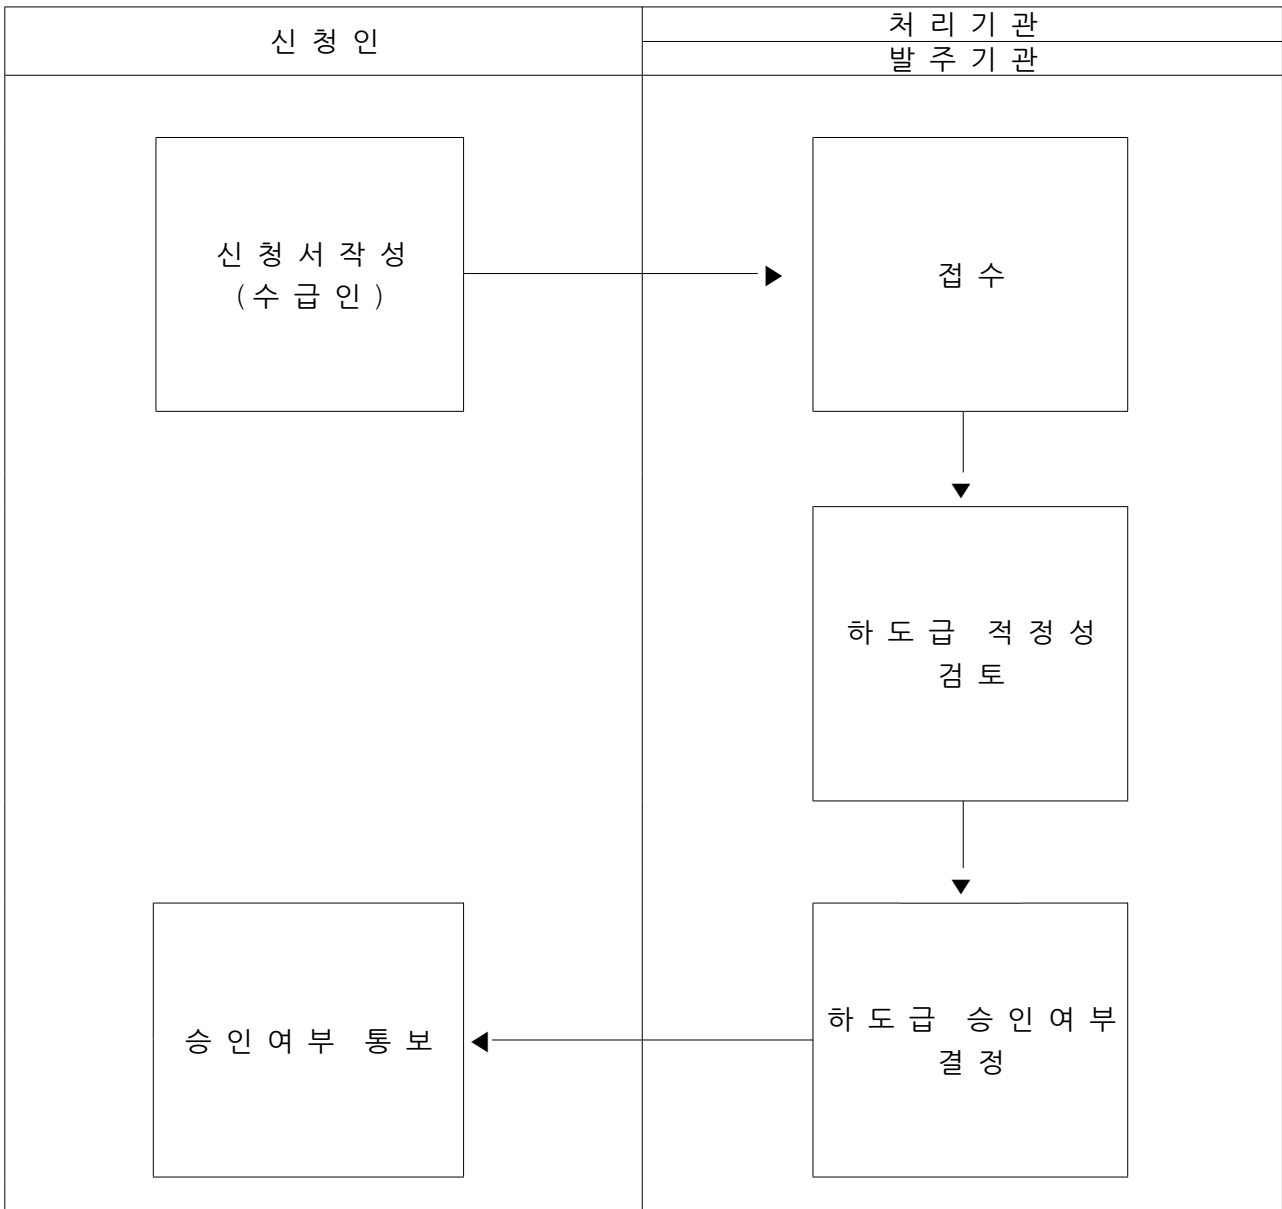 신청인
처리기관
발주기관
신청서작성
(수급인)
접수
하도급 적정성
검토
하도급 승인여부
결정
승인여부 통보